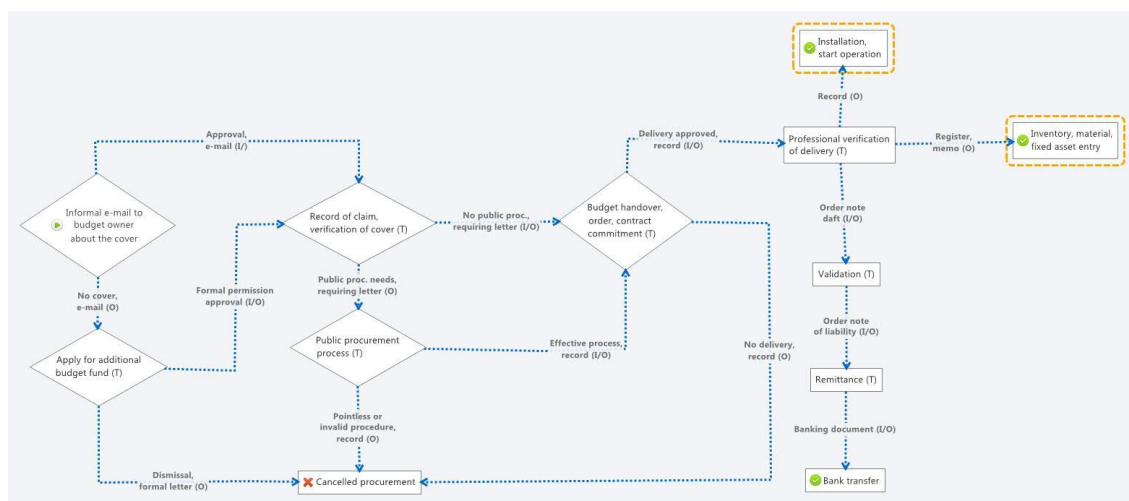 Installation,
start operation
Record (O)
Approval,
e-mail (I/)
Delivery approved,
record (I/O)
Professional verification
of delivery (T)
Register,
memo (O)
Inventory, material,
fixed asset entry
Informal e-mail to
budget owner
about the cover
Record of claim,
verification of cover (T)
No public proc.,
requiring letter (I/O)
Budget handover,
order, contract
commitment (T)
Order note
daft (I/O)
Validation (T)
No cover,
e-mail (O)
Formal permission
approval (I/O)
Public proc. needs,
requiring letter (O)
Order note
of liability (I/O)
Apply for additional
budget fund (T)
Public procurement
process (T)
Effective process,
record (I/O)
No delivery,
record (O)
Remittance (T)
Pointless or
invalid procedure,
record (O)
Banking document (I/O)
Dismissal,
formal letter (O)
Cancelled procurement
Bank transfer